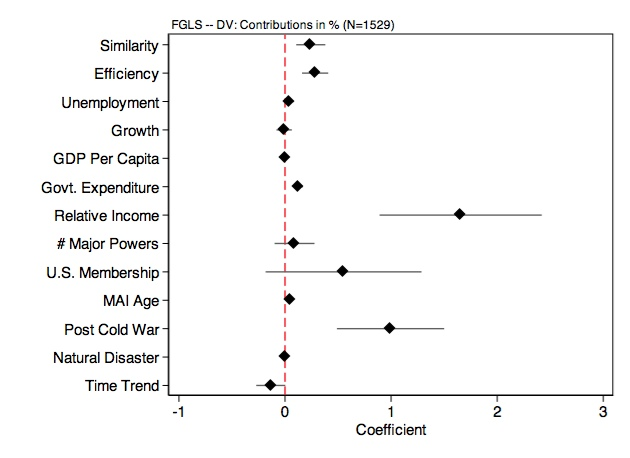 FGLS -- DV: Contributions in % (N=1529)
Similarity
Efficiency
Unemployment
Growth
GDP Per Capita
Govt. Expenditure
Relative Income
# Major Powers
U.S. Membership
MAI Age
Post Cold War
Natural Disaster
Time Trend
-1 0 1 2 3
Coefficient